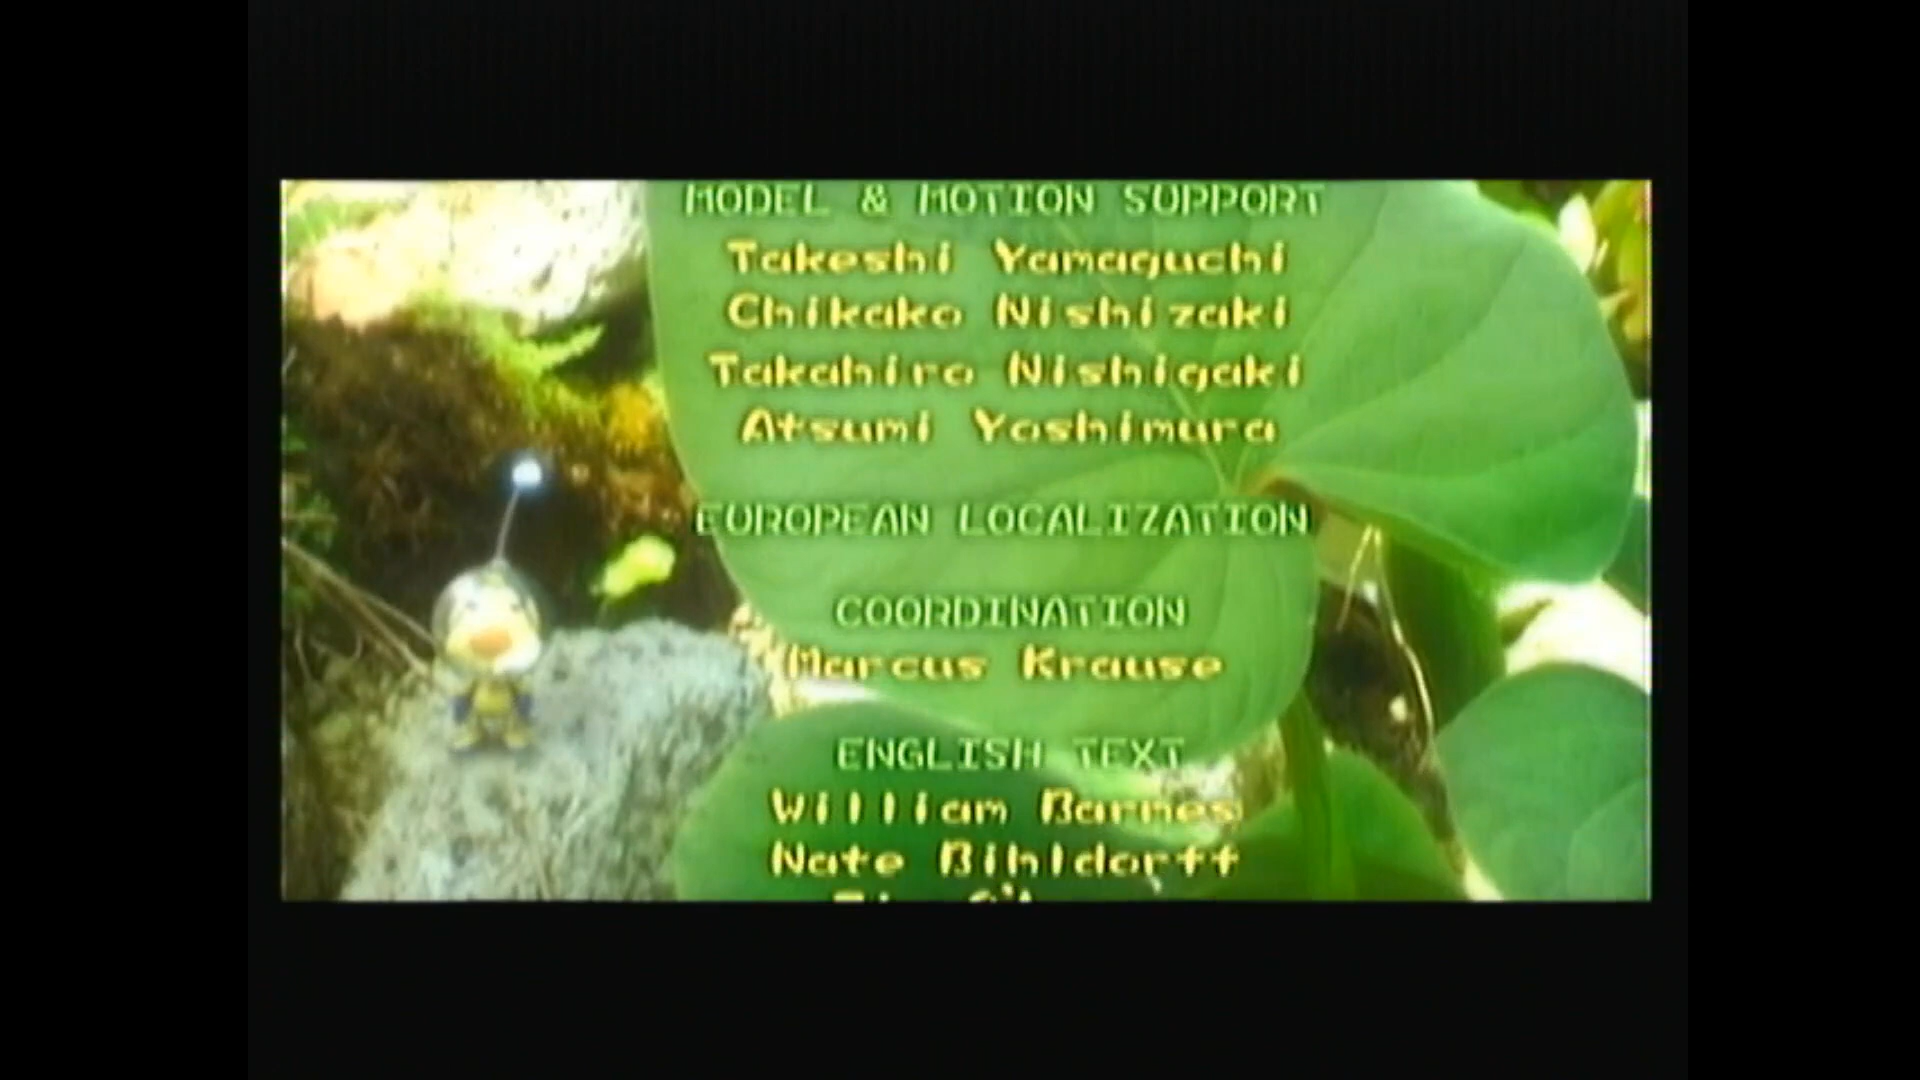 MODEL & MOTION SUPPORT
Takeshi Yamaguchi
Chikako Nishizaki
Takahiro Nishigaki
Atsumi Yoshimura
EUROPEAN LOCALIZATION
COORDINATION
Marcus Krause
ENGLISH TEXT
William Barnes
Nate Bihldorff